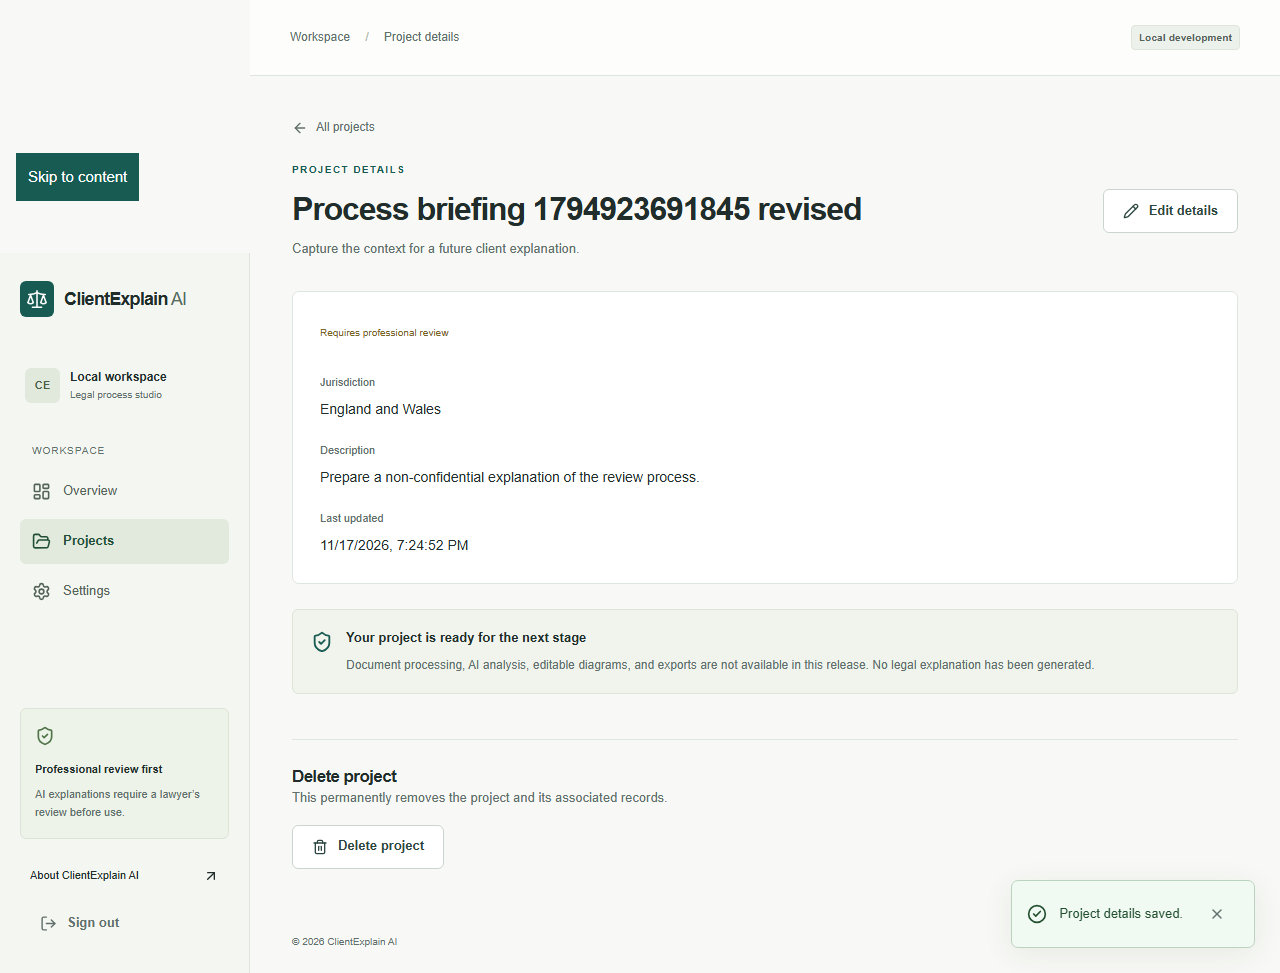 Workspace / Project details
Local development
Skip to content
ClientExplain AI
CE
Local workspace
Legal process studio
WORKSPACE
Overview
Projects
Settings
Professional review first
AI explanations require a lawyer's
review before use.
About ClientExplain AI
Sign out
All projects
PROJECT DETAILS
Process briefing 1794923691845 revised
Edit details
Capture the context for a future client explanation.
Requires professional review
Jurisdiction
England and Wales
Description
Prepare a non-confidential explanation of the review process.
Last updated
11/17/2026, 7:24:52 PM
Your project is ready for the next stage
Document processing, AI analysis, editable diagrams, and exports are not available in this release. No legal explanation has been generated.
Delete project
This permanently removes the project and its associated records.
Delete project
Project details saved.
© 2026 ClientExplain AI